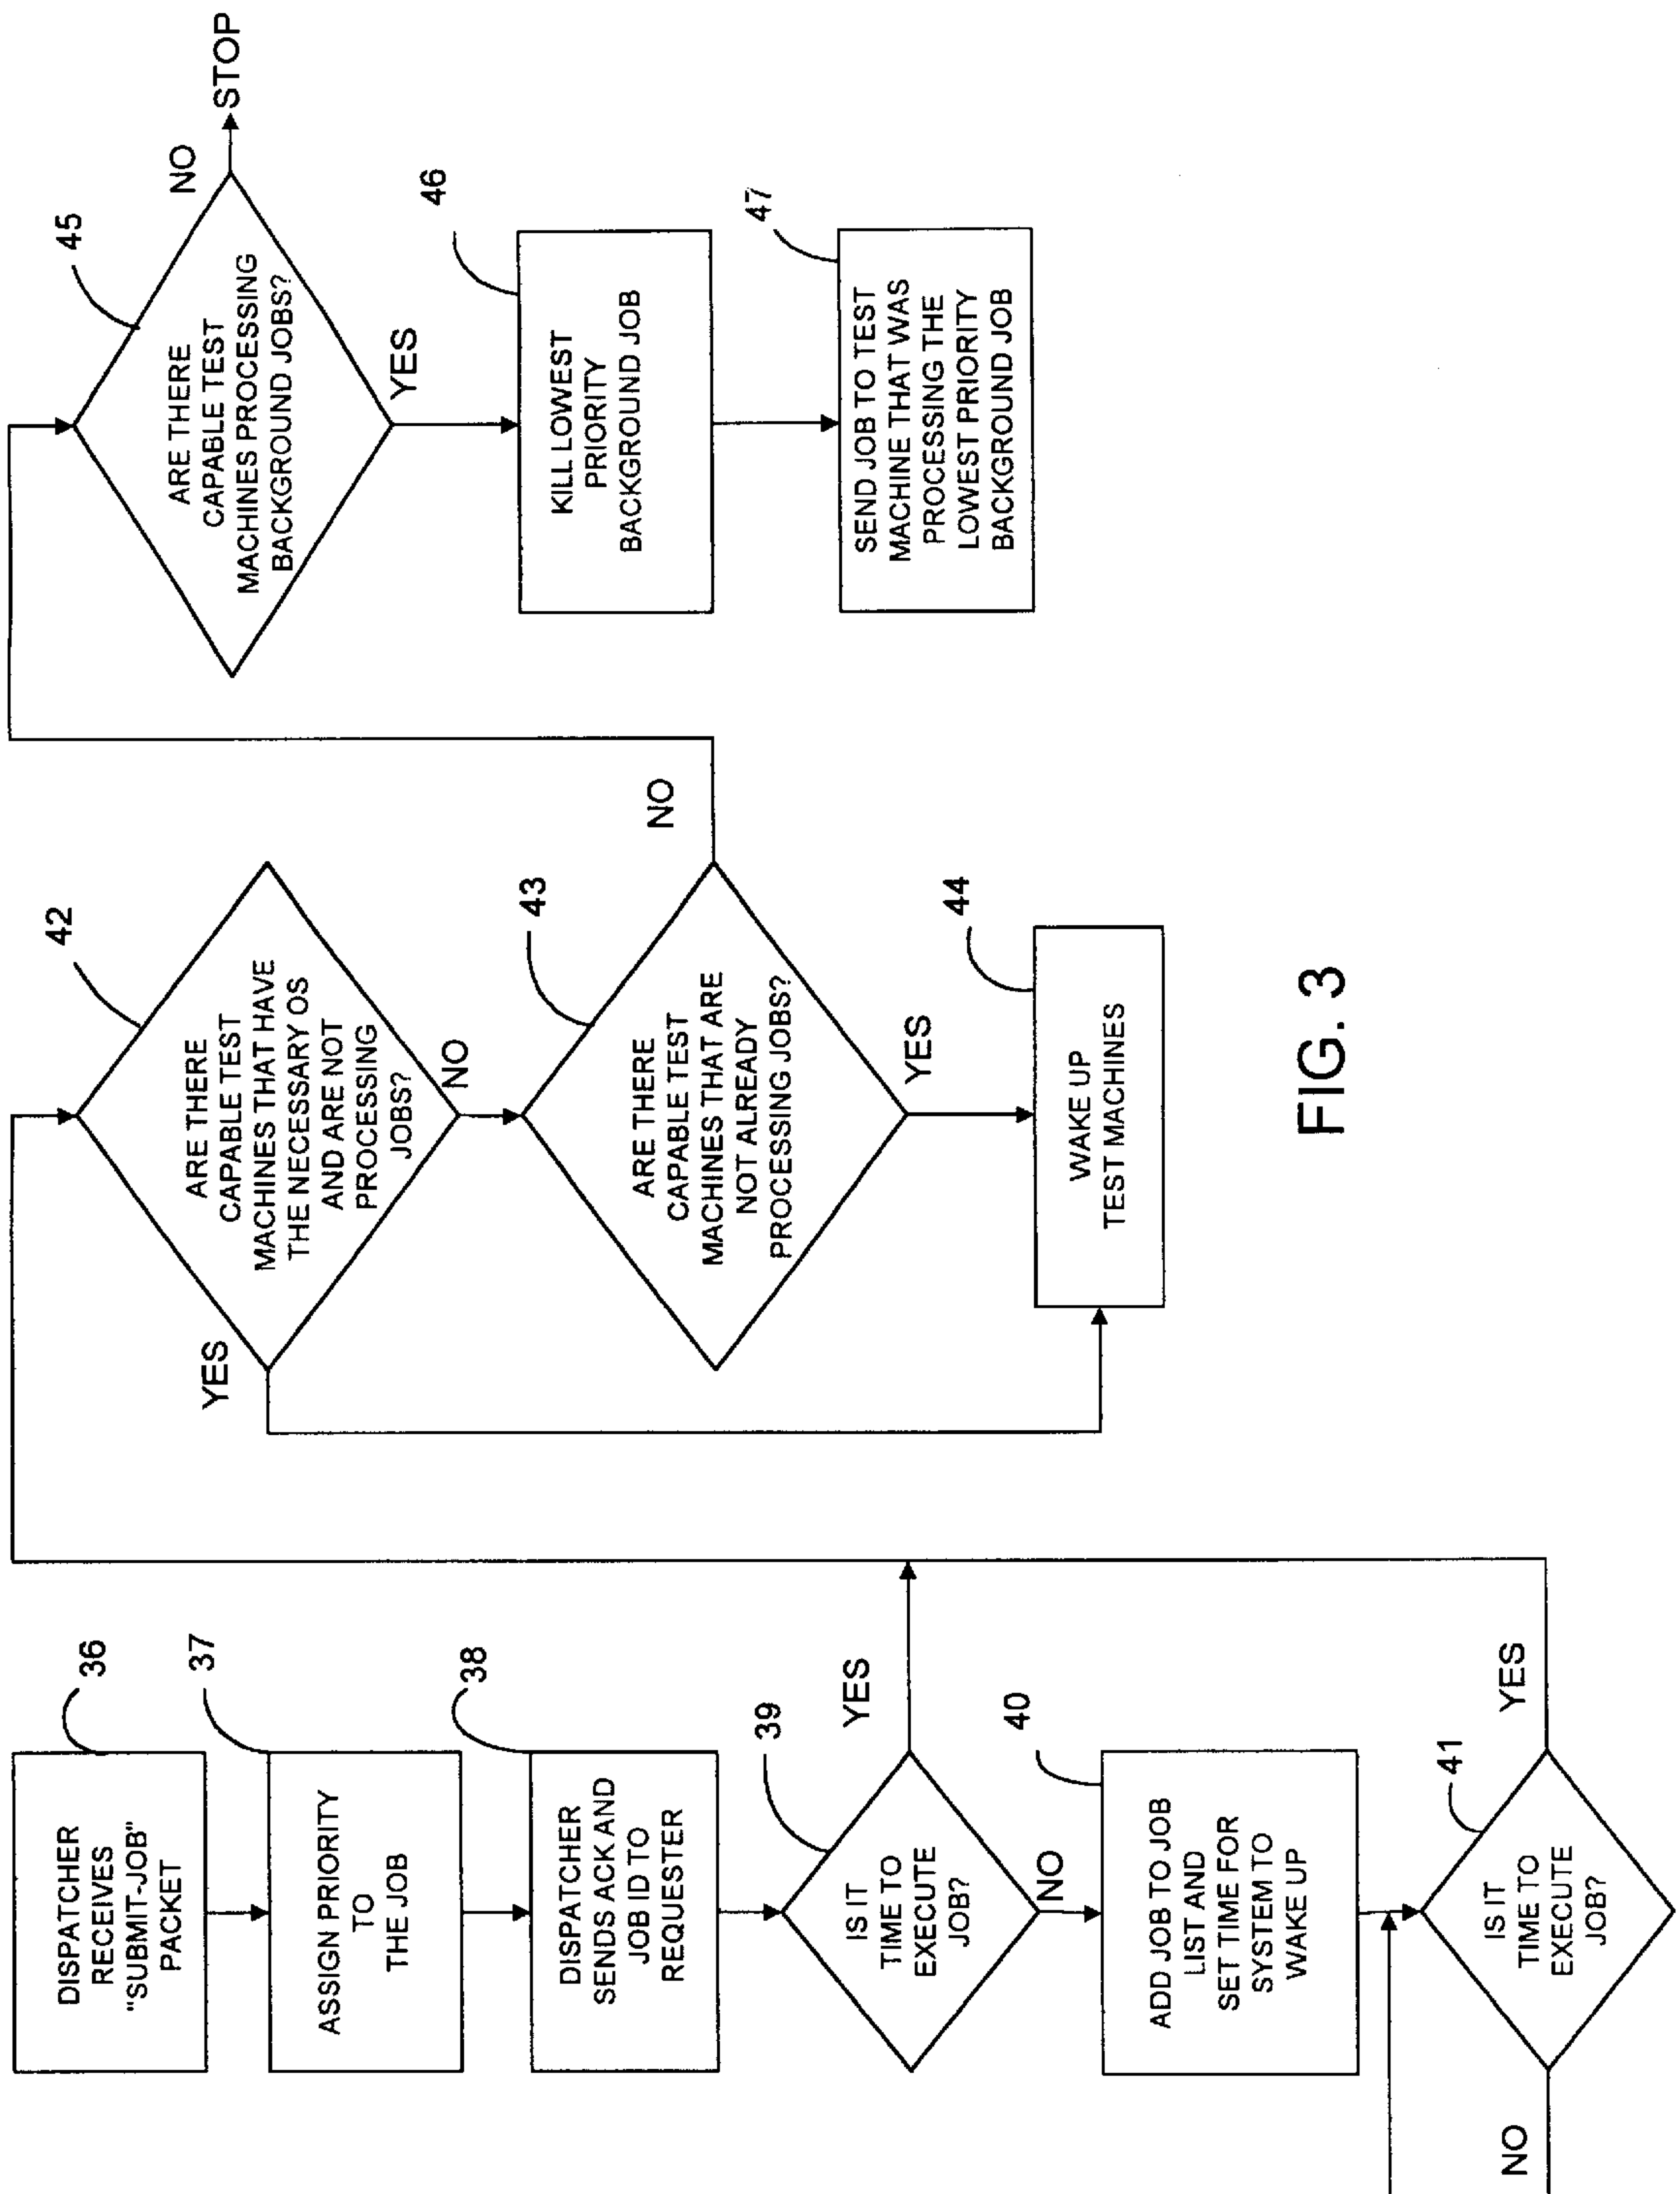 DISPATCHER
RECEIVES
"SUBMIT-JOB"
PACKET
36
ASSIGN PRIORITY
TO
THE JOB
37
DISPATCHER
SENDS ACK AND
JOB ID TO
REQUESTER
38
IS IT
TIME TO
EXECUTE
JOB?
39
YES
NO
ADD JOB TO JOB
LIST AND
SET TIME FOR
SYSTEM TO
WAKE UP
40
IS IT
TIME TO
EXECUTE
JOB?
41
YES
NO
ARE THERE
CAPABLE TEST
MACHINES THAT HAVE
THE NECESSARY OS
AND ARE NOT
PROCESSING
JOBS?
42
YES
NO
ARE THERE
CAPABLE TEST
MACHINES THAT ARE
NOT ALREADY
PROCESSING JOBS?
43
NO
YES
WAKE UP
TEST MACHINES
44
ARE THERE
CAPABLE TEST
MACHINES PROCESSING
BACKGROUND JOBS?
45
NO
STOP
YES
KILL LOWEST
PRIORITY
BACKGROUND JOB
46
SEND JOB TO TEST
MACHINE THAT WAS
PROCESSING THE
LOWEST PRIORITY
BACKGROUND JOB
47
FIG. 3